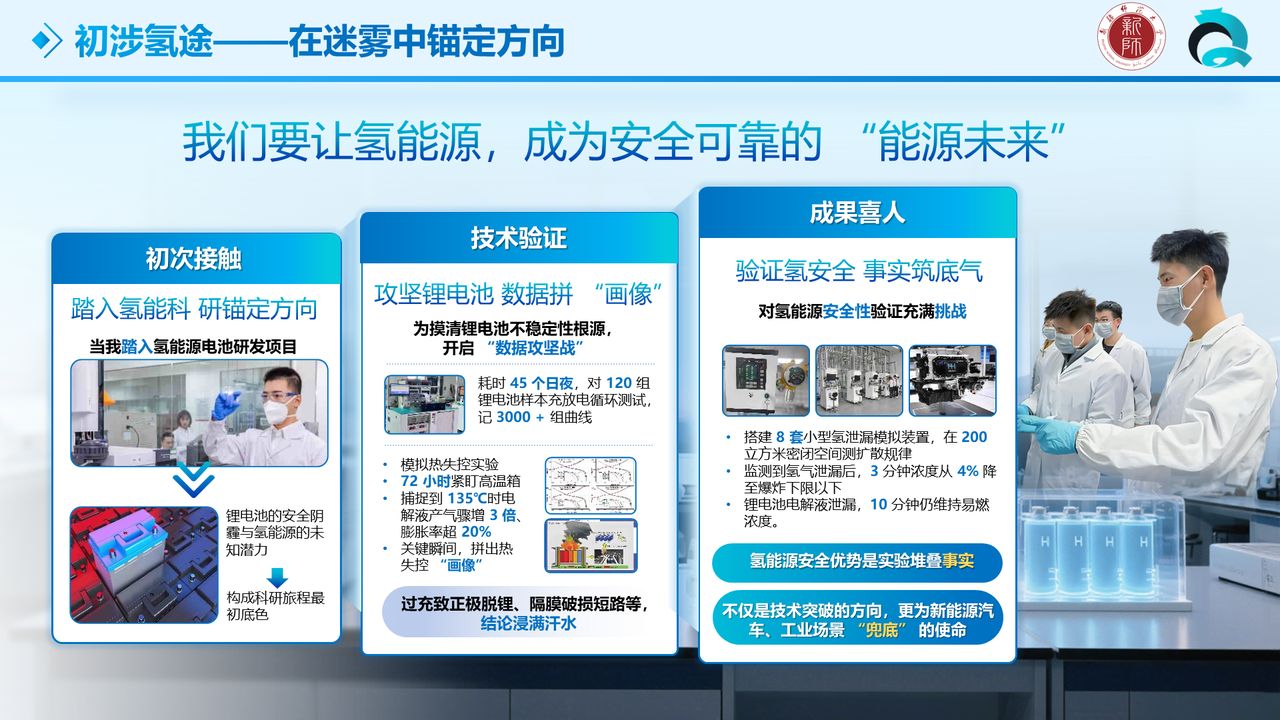 初涉氢途——在迷雾中锚定方向
新师
我们要让氢能源，成为安全可靠的 “能源未来”
初次接触
踏入氢能科 研锚定方向
当我踏入氢能源电池研发项目
锂电池的安全阴
霾与氢能源的未
知潜力
构成科研旅程最
初底色
技术验证
攻坚锂电池 数据拼 “画像”
为摸清锂电池不稳定性根源，
开启 “数据攻坚战”
耗时 45 个日夜，对 120 组
锂电池样本充放电循环测试，
记 3000 + 组曲线
• 模拟热失控实验
• 72 小时紧盯高温箱
• 捕捉到 135℃时电
解液产气骤增 3 倍、
膨胀率超 20%
• 关键瞬间，拼出热
失控 “画像”
过充致正极脱锂、隔膜破损短路等，
结论浸满汗水
成果喜人
验证氢安全 事实筑底气
对氢能源安全性验证充满挑战
• 搭建 8 套小型氢泄漏模拟装置，在 200
立方米密闭空间测扩散规律
• 监测到氢气泄漏后，3 分钟浓度从 4% 降
至爆炸下限以下
• 锂电池电解液泄漏，10 分钟仍维持易燃
浓度。
氢能源安全优势是实验堆叠事实
不仅是技术突破的方向，更为新能源汽
车、工业场景 “兜底” 的使命
H H H H